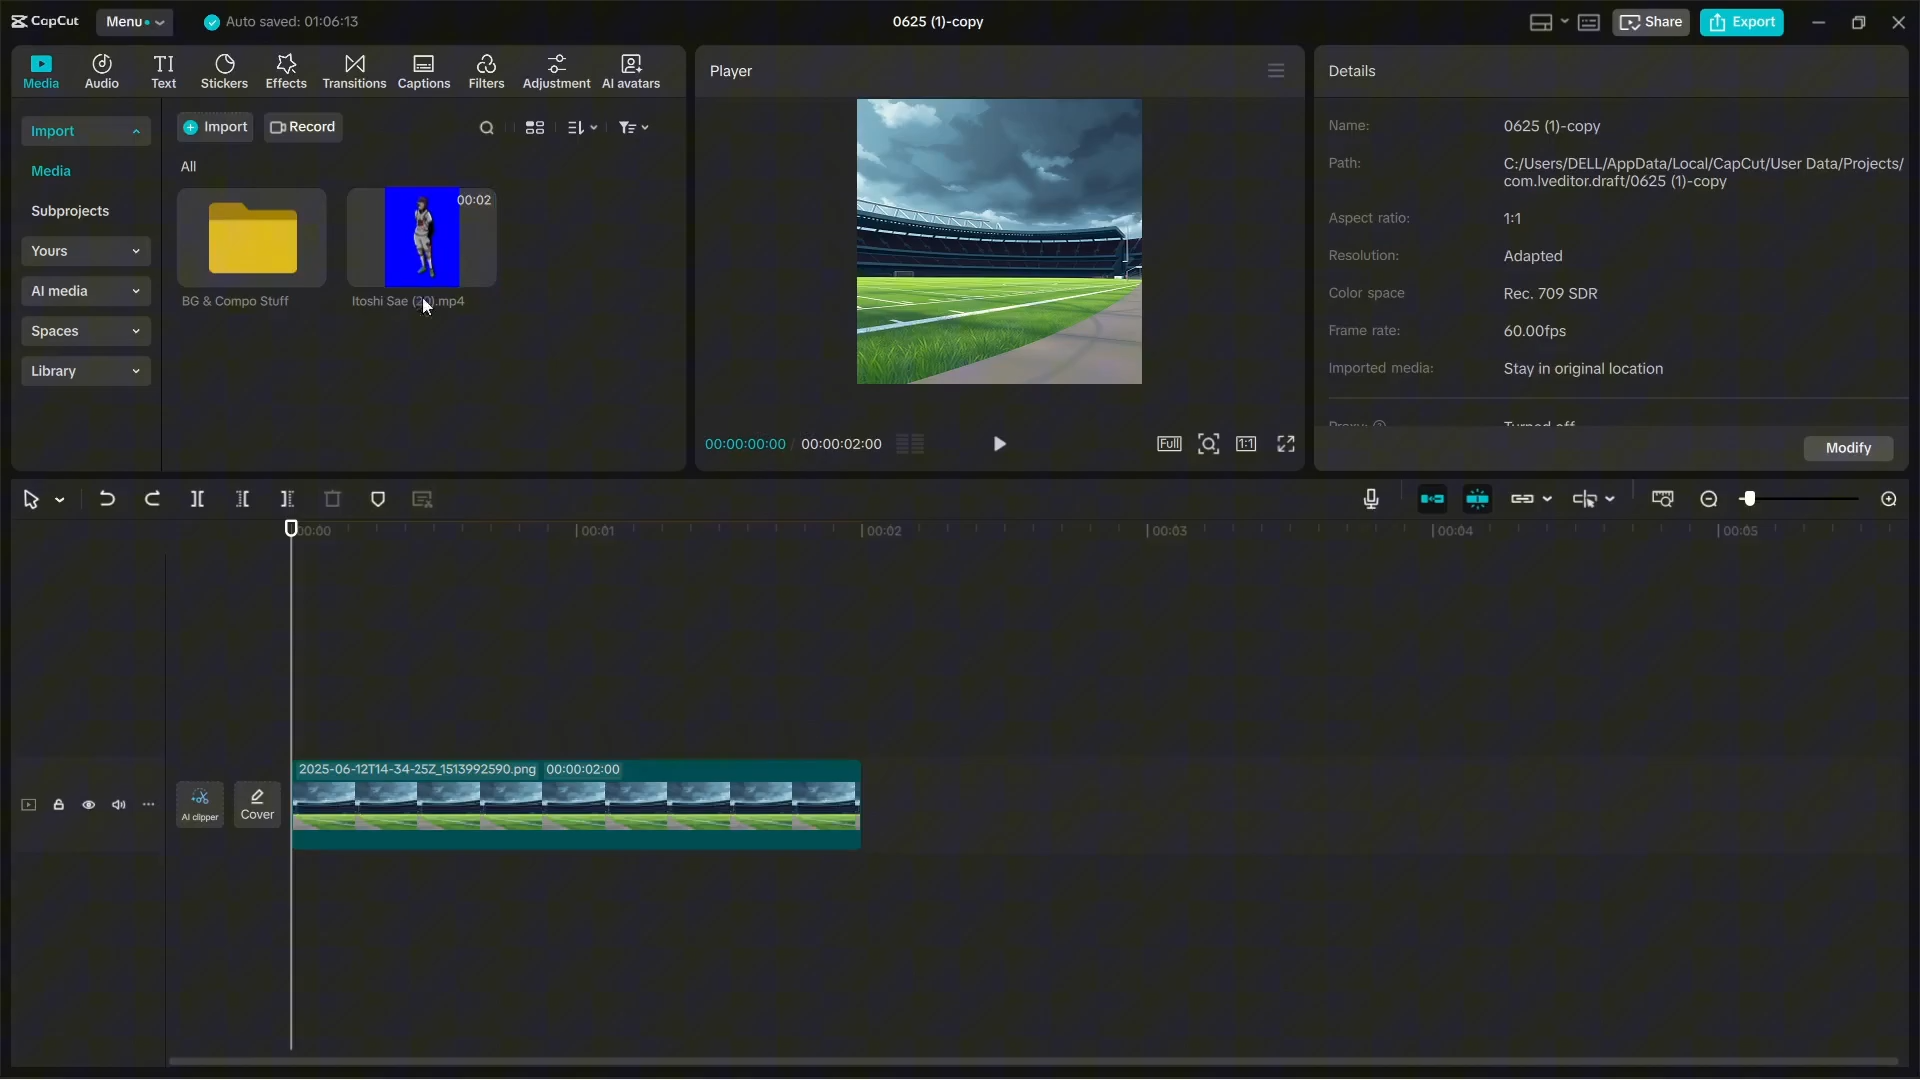 CapCut
Menu
Auto saved: 01:06:13
0625 (1)-copy
Share
Export
Media
Audio
Text
Stickers
Effects
Transitions
Captions
Filters
Adjustment
AI avatars
Import
Media
Subprojects
Yours
AI media
Spaces
Library
Import
Record
All
00:02
BG & Compo Stuff
Itoshi Sae (20).mp4
Player
00:00:00:00 / 00:00:02:00
Full
1:1
Details
Name: 0625 (1)-copy
Path: C:/Users/DELL/AppData/Local/CapCut/User Data/Projects/
com.lveditor.draft/0625 (1)-copy
Aspect ratio: 1:1
Resolution: Adapted
Color space Rec. 709 SDR
Frame rate: 60.00fps
Imported media: Stay in original location
Proxy: Turned off
Modify
00:00 00:01 00:02 00:03 00:04 00:05
2025-06-12T14-34-25Z_1513992590.png 00:00:02:00
AI clipper
Cover